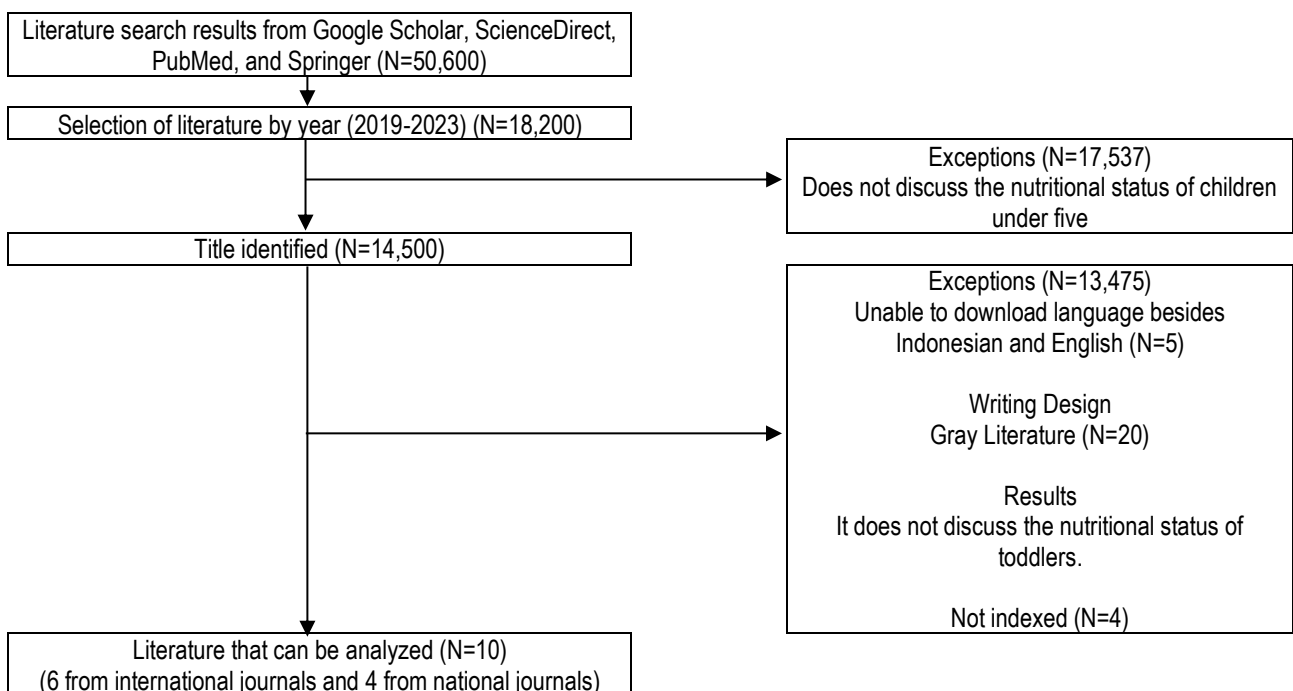 Literature search results from Google Scholar, ScienceDirect,
PubMed, and Springer (N=50,600)
Selection of literature by year (2019-2023) (N=18,200)
Exceptions (N=17,537)
Does not discuss the nutritional status of children
under five
Title identified (N=14,500)
Exceptions (N=13,475)
Unable to download language besides
Indonesian and English (N=5)
Writing Design
Gray Literature (N=20)
Results
It does not discuss the nutritional status of
toddlers.
Not indexed (N=4)
Literature that can be analyzed (N=10)
(6 from international journals and 4 from national journals)